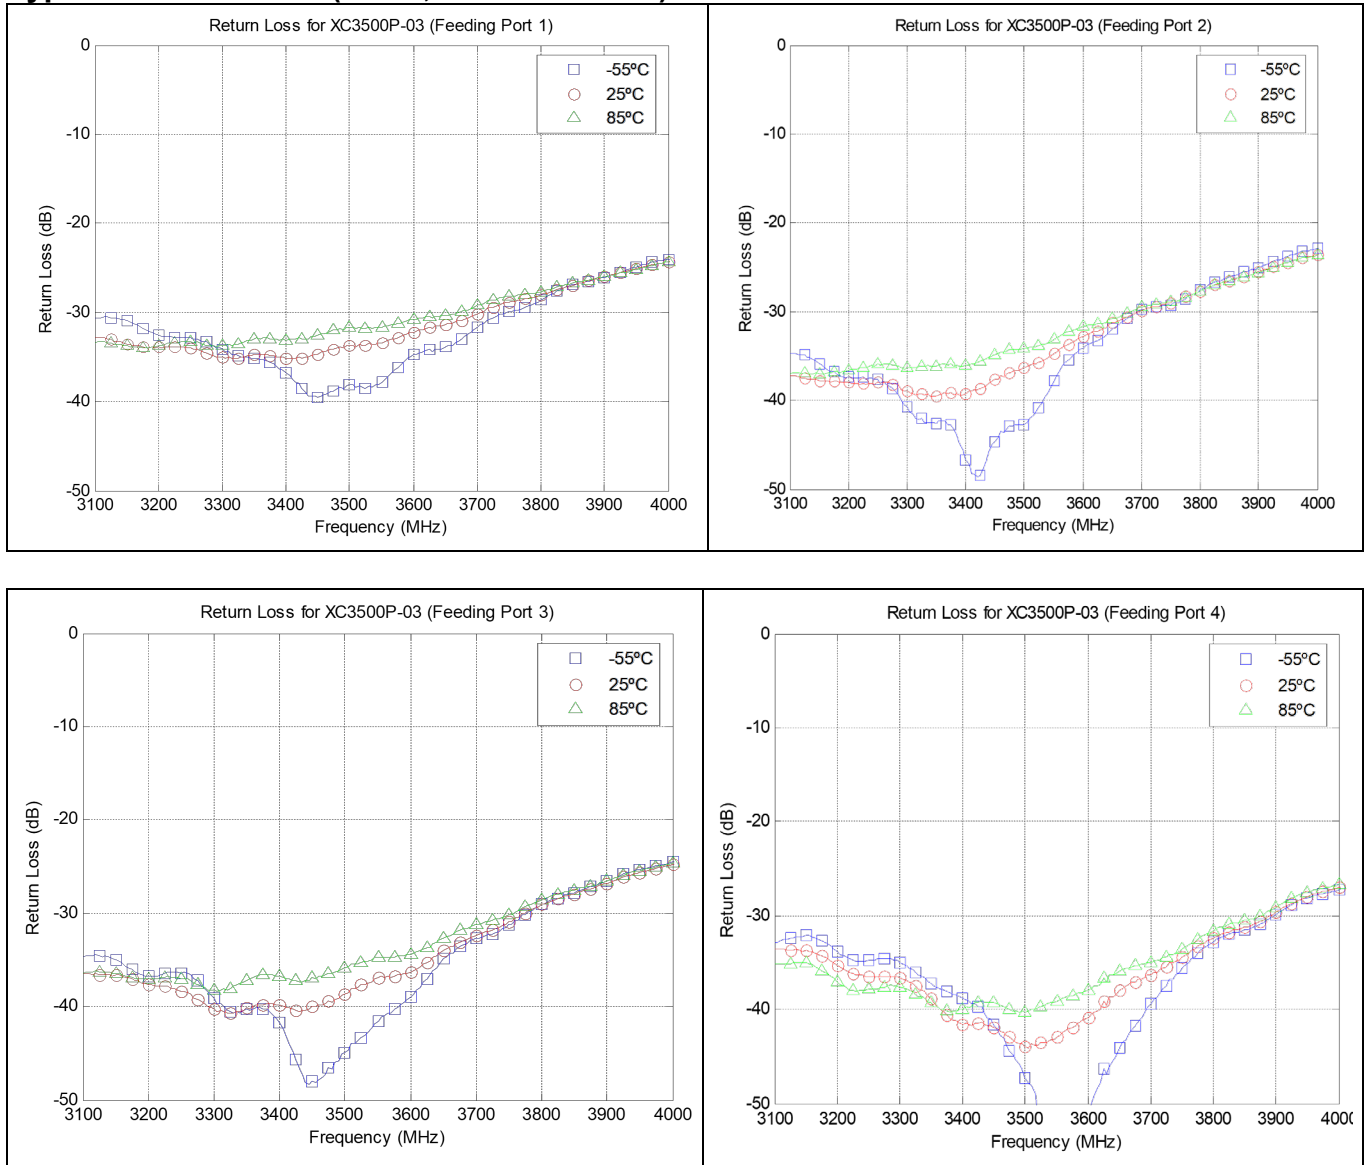 Return Loss for XC3500P-03 (Feeding Port 1)
0
-10
-20
-30
-40
-50
Return Loss (dB)
-55ºC
25ºC
85ºC
3100 3200 3300 3400 3500 3600 3700 3800 3900 4000
Frequency (MHz)
Return Loss for XC3500P-03 (Feeding Port 2)
0
-10
-20
-30
-40
-50
Return Loss (dB)
-55ºC
25ºC
85ºC
3100 3200 3300 3400 3500 3600 3700 3800 3900 4000
Frequency (MHz)
Return Loss for XC3500P-03 (Feeding Port 3)
0
-10
-20
-30
-40
-50
Return Loss (dB)
-55ºC
25ºC
85ºC
3100 3200 3300 3400 3500 3600 3700 3800 3900 4000
Frequency (MHz)
Return Loss for XC3500P-03 (Feeding Port 4)
0
-10
-20
-30
-40
-50
Return Loss (dB)
-55ºC
25ºC
85ºC
3100 3200 3300 3400 3500 3600 3700 3800 3900 4000
Frequency (MHz)